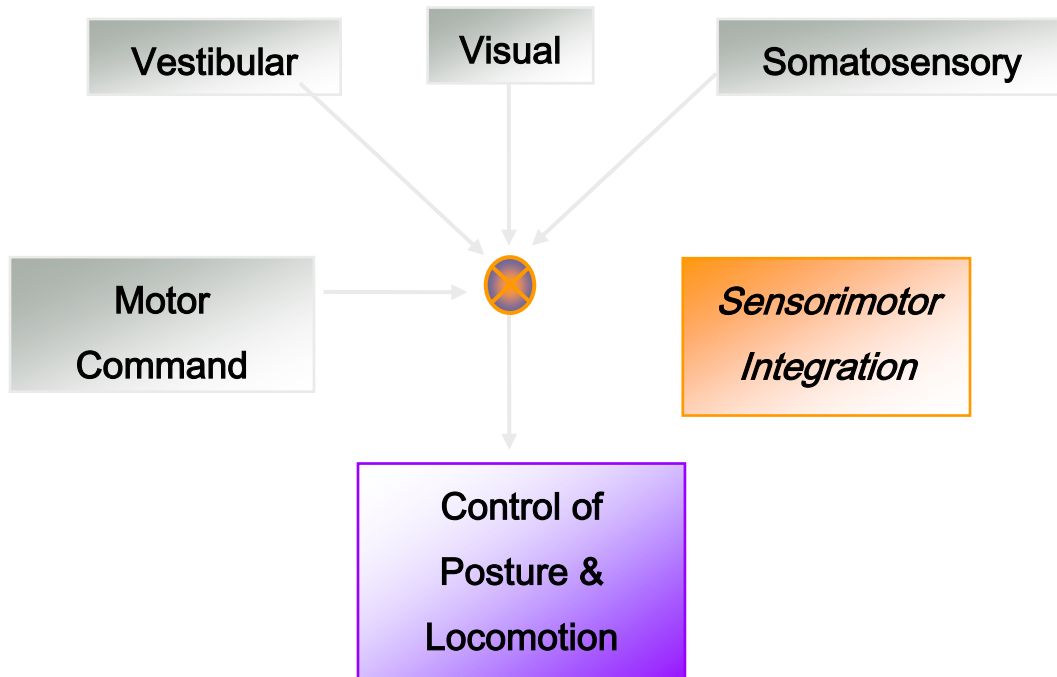 Vestibular
Visual
Somatosensory
Motor
Command
Sensorimotor
Integration
Control of
Posture &
Locomotion